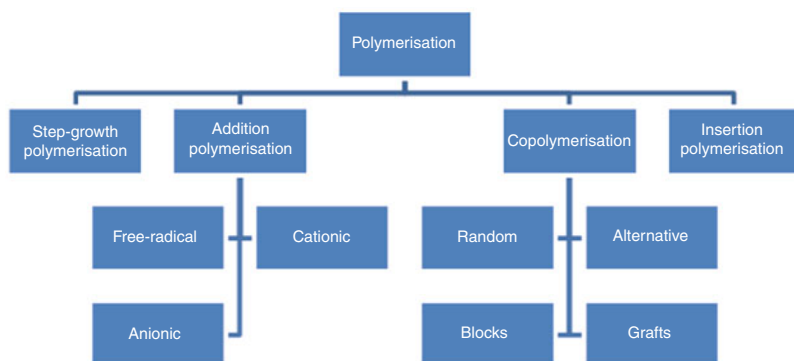 Polymerisation
Step-growth
polymerisation
Addition
polymerisation
Copolymerisation
Insertion
polymerisation
Free-radical
Cationic
Random
Alternative
Anionic
Blocks
Grafts